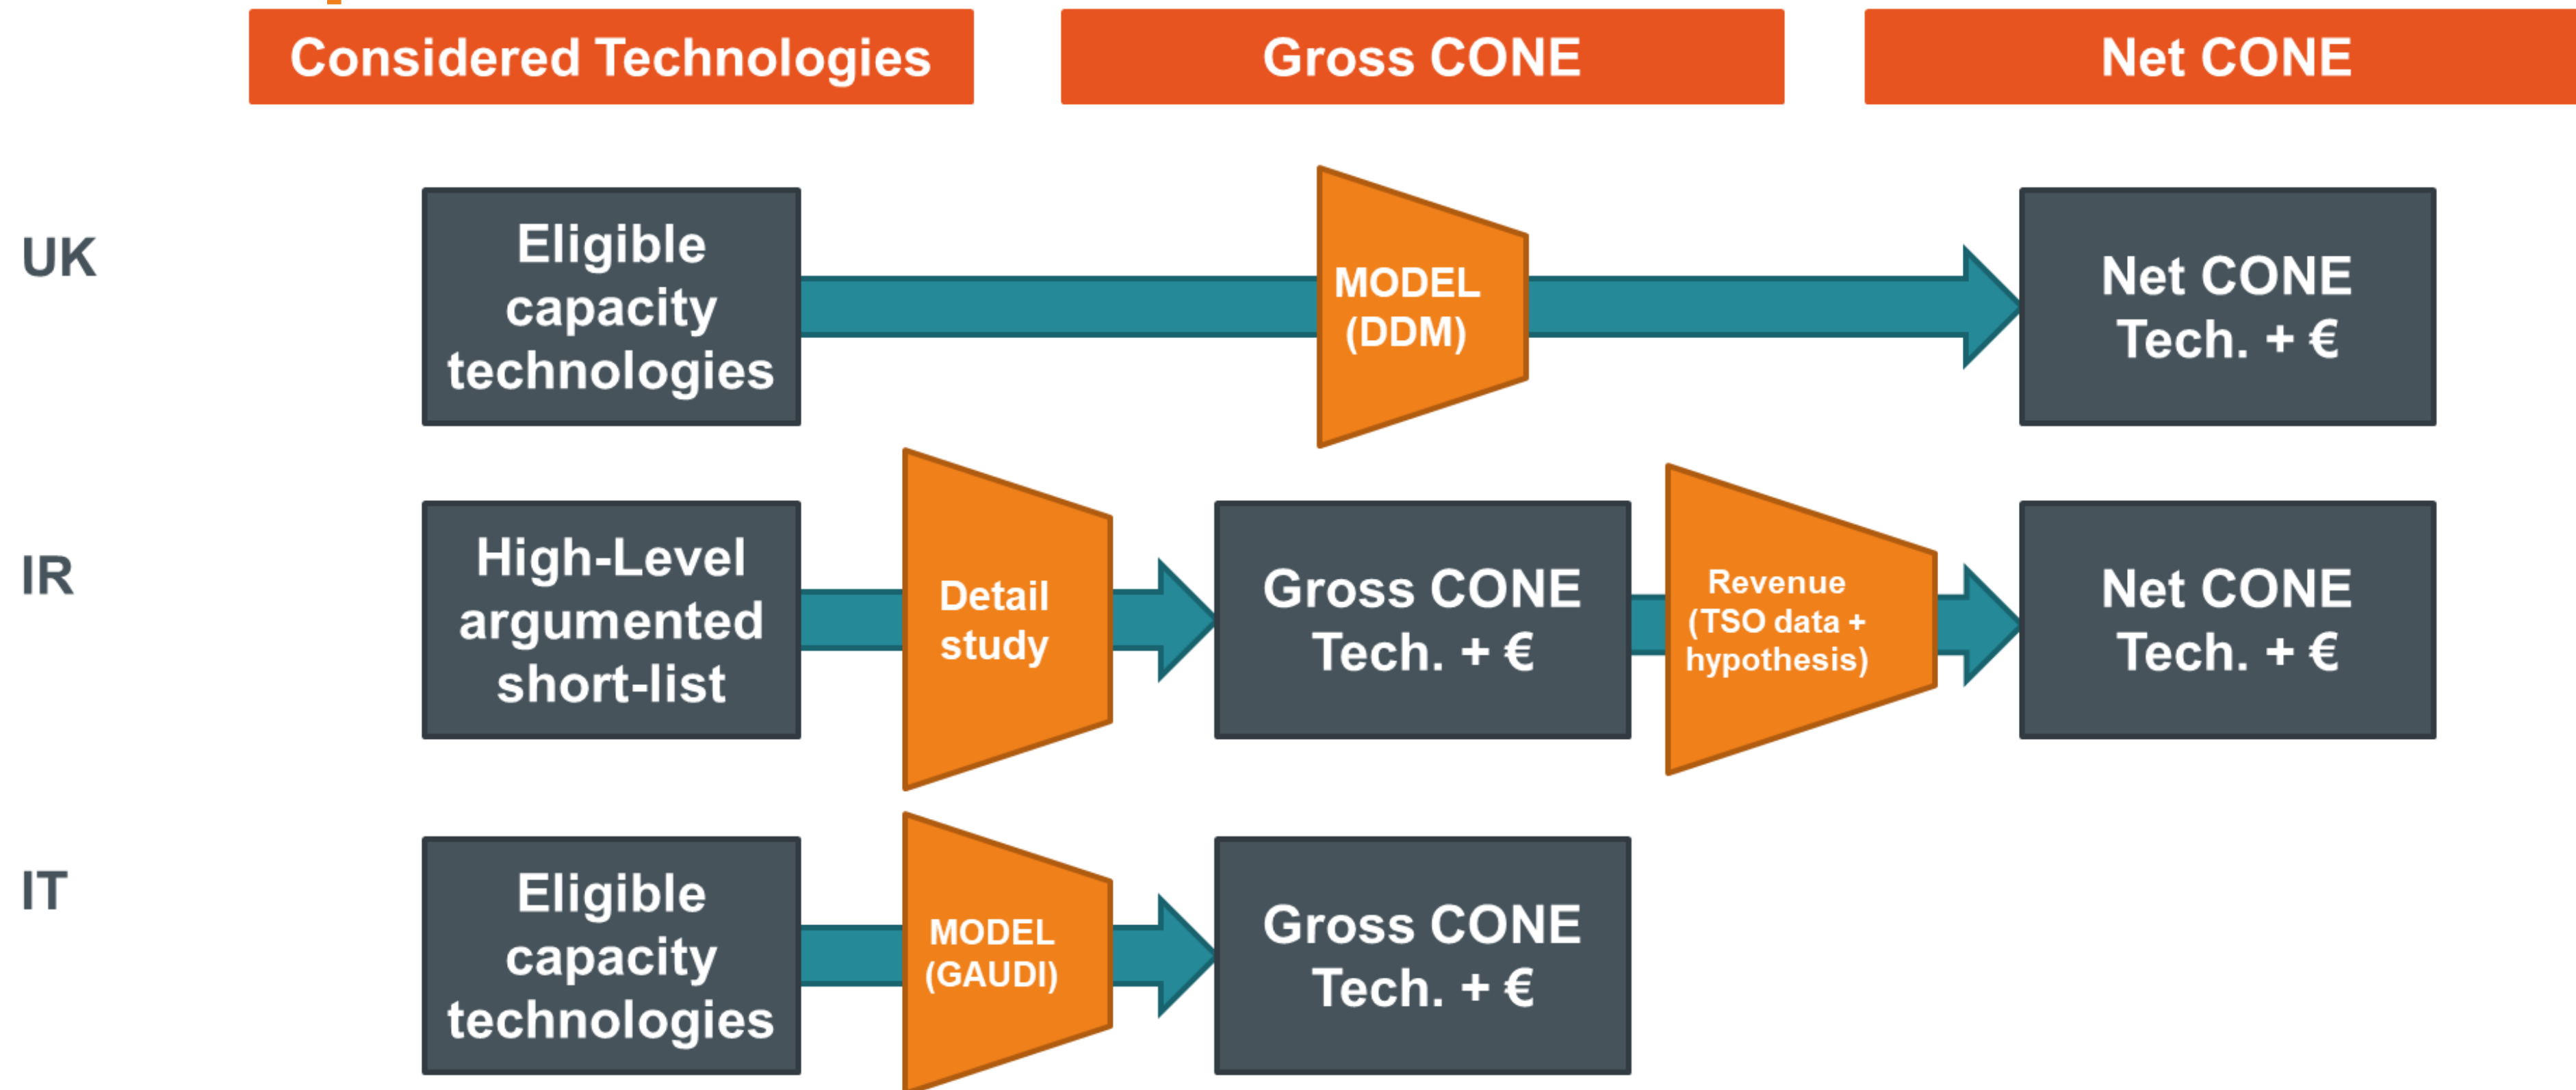 Considered Technologies
Gross CONE
Net CONE
UK
Eligible
capacity
technologies
MODEL
(DDM)
Net CONE
Tech. + €
IR
High-Level
argumented
short-list
Detail
study
Gross CONE
Tech. + €
Revenue
(TSO data +
hypothesis)
Net CONE
Tech. + €
IT
Eligible
capacity
technologies
MODEL
(GAUDI)
Gross CONE
Tech. + €